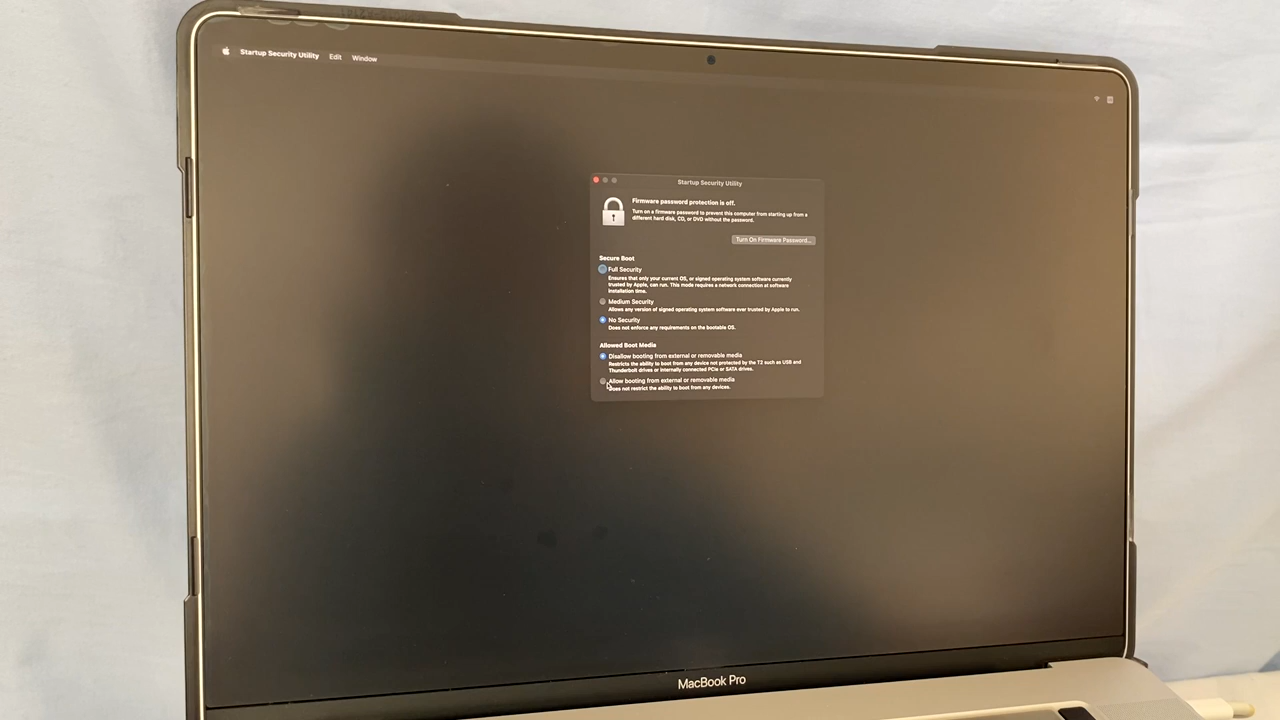 Startup Security Utility Edit Window
Startup Security Utility
Firmware password protection is off.
Turn on a firmware password to prevent this computer from starting up from a
different hard disk, CD, or DVD without the password.
Turn On Firmware Password...
Secure Boot
Full Security
Ensures that only your current OS, or signed operating system software currently
trusted by Apple, can run. This mode requires a network connection at software
installation time.
Medium Security
Allows any version of signed operating system software ever trusted by Apple to run.
No Security
Does not enforce any requirements on the bootable OS.
Allowed Boot Media
Disallow booting from external or removable media
Restricts the ability to boot from any device not protected by the T2 such as USB and
Thunderbolt drives or internally connected PCIe or SATA drives.
Allow booting from external or removable media
Does not restrict the ability to boot from any devices.
MacBook Pro